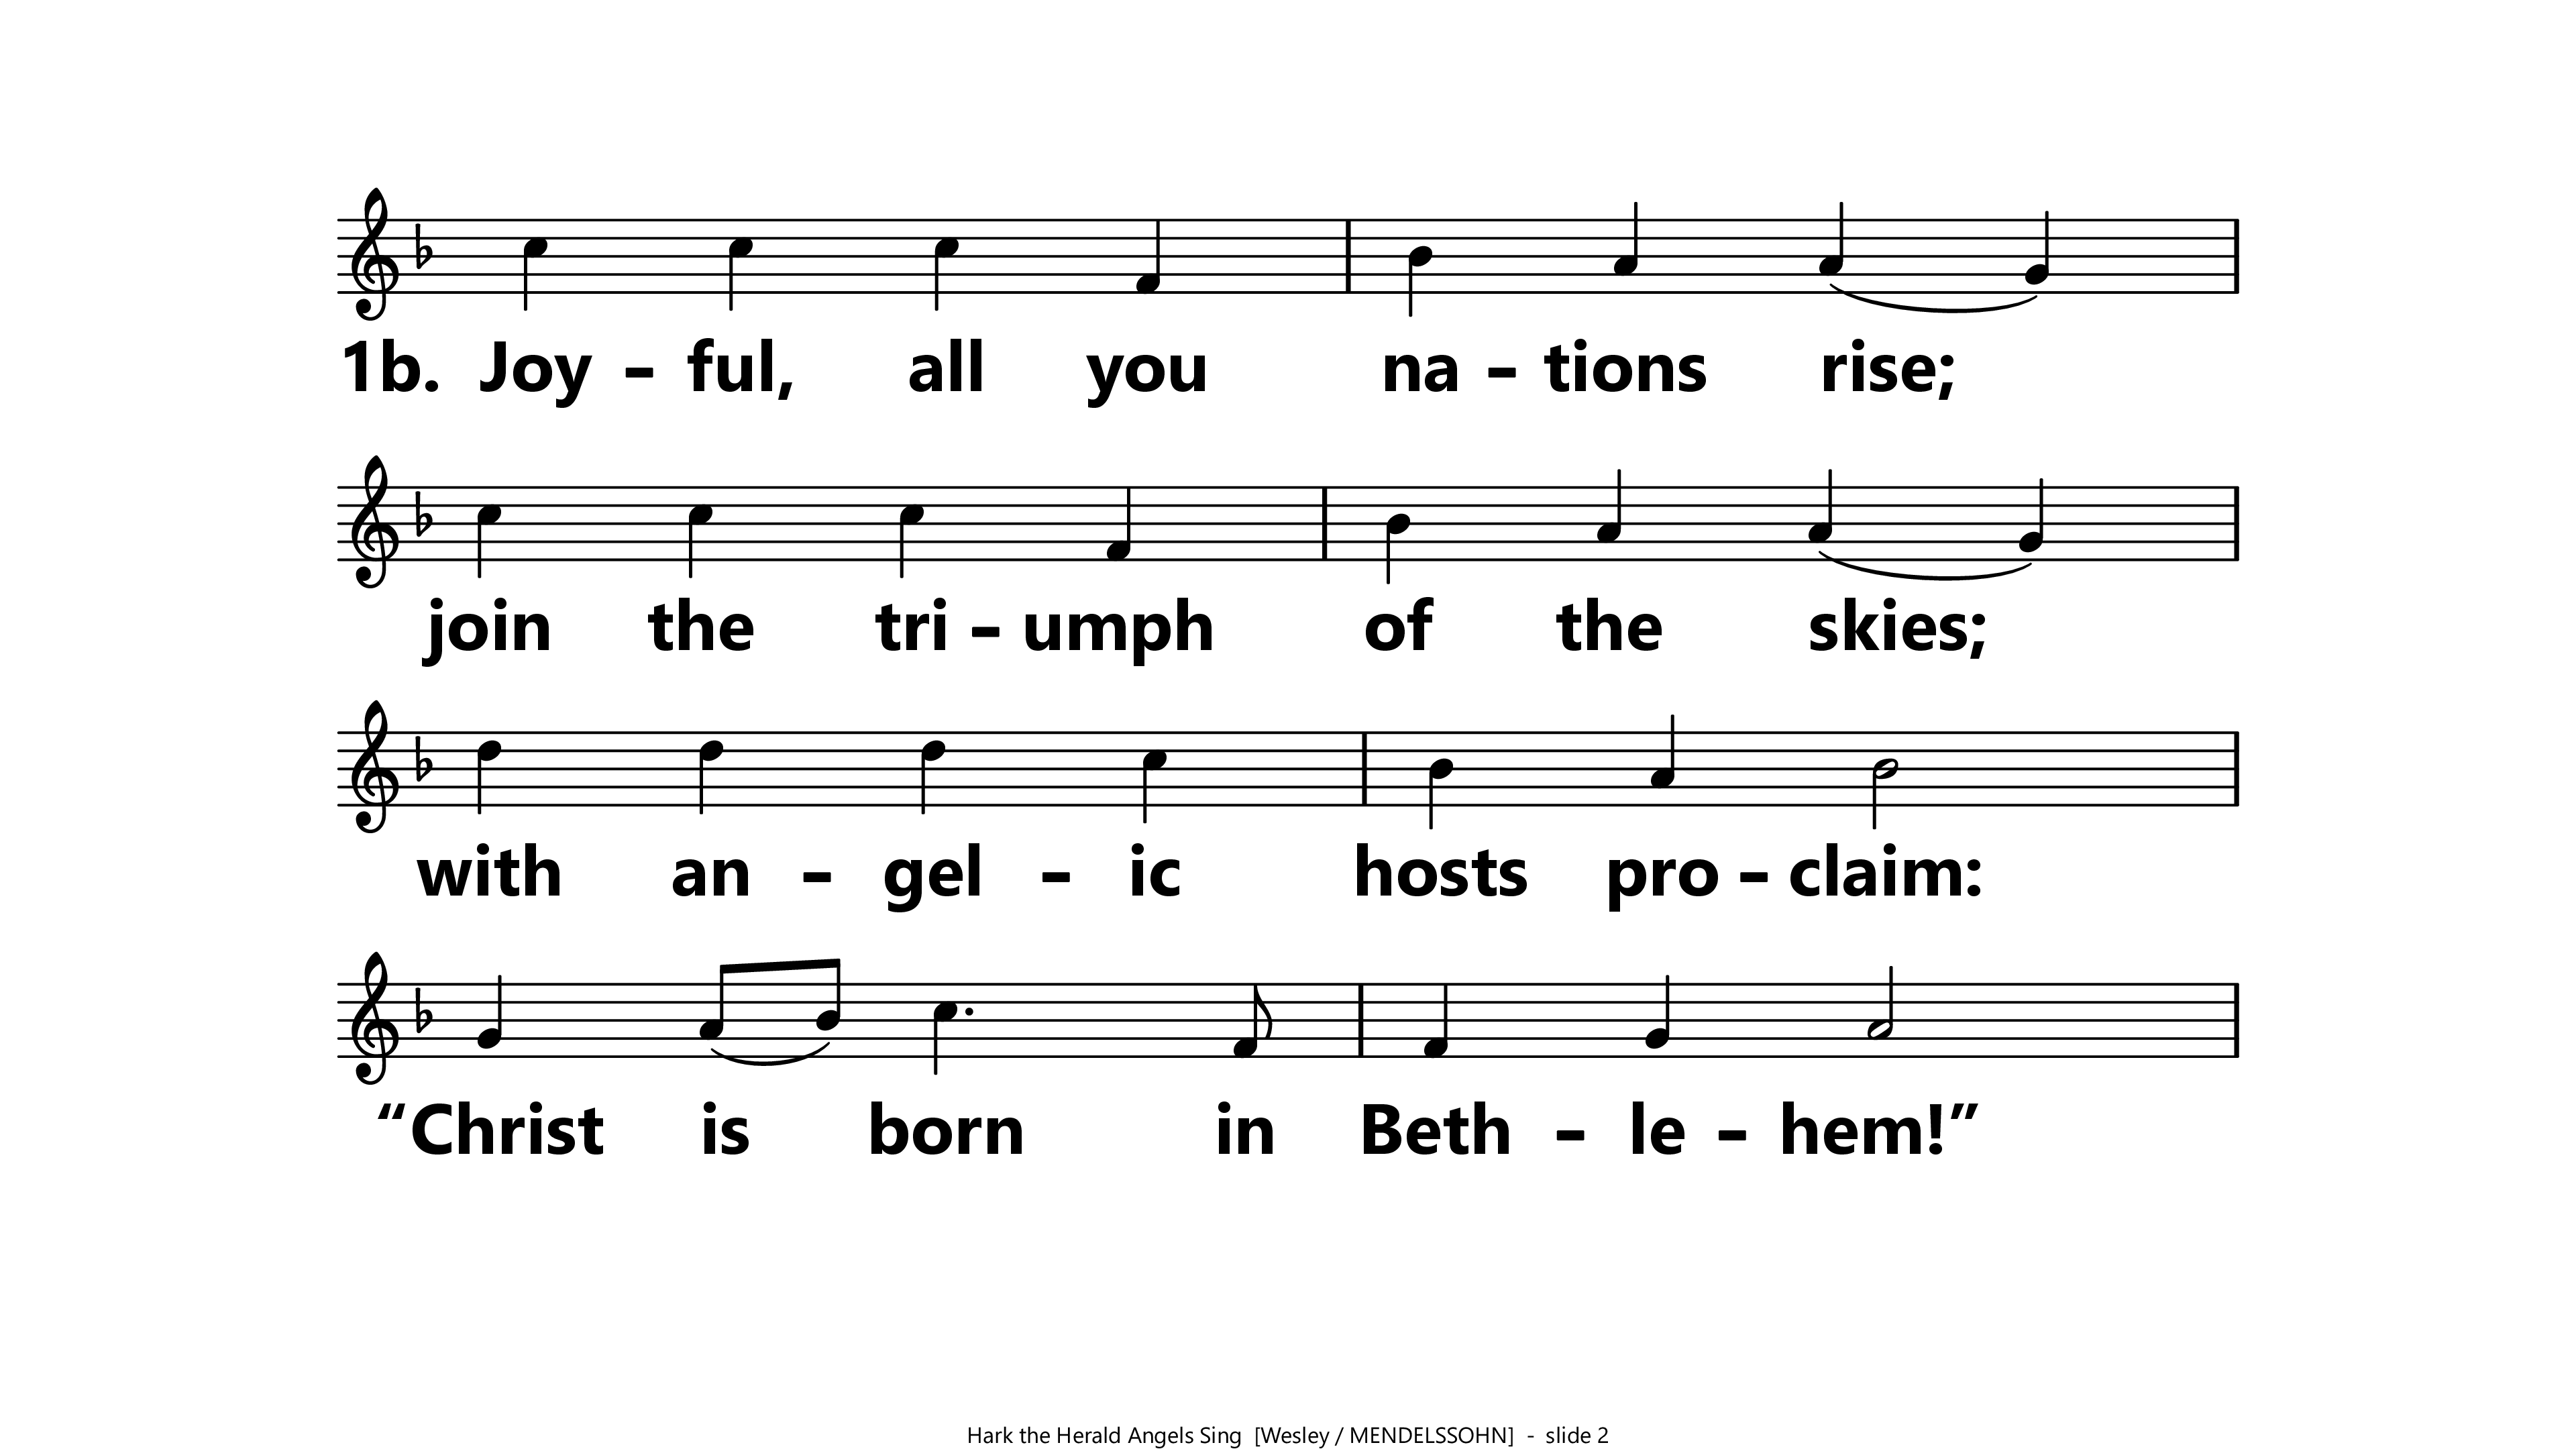 1b. Joy - ful, all you na - tions rise;
join the tri - umph of the skies;
with an - gel - ic hosts pro - claim:
“Christ is born in Beth - le - hem!”
Hark the Herald Angels Sing [Wesley / MENDELSSOHN] - slide 2